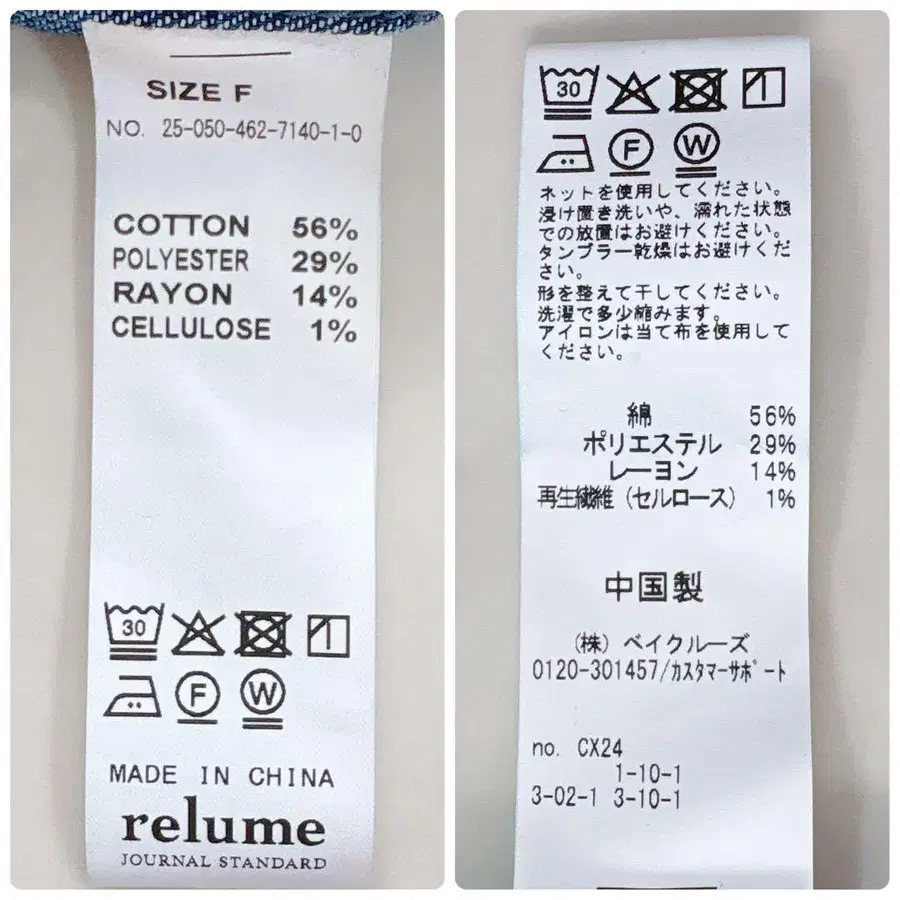 SIZE F
NO. 25-050-462-7140-1-0
COTTON 56%
POLYESTER 29%
RAYON 14%
CELLULOSE 1%
30
F
W
MADE IN CHINA
relume
JOURNAL STANDARD
30
F
W
ネットを使用してください。
浸け置き洗いや、濡れた状態
での放置はお避けください。
タンブラー乾燥はお避けくだ
さい。
形を整えて干してください。
洗濯で多少縮みます。
アイロンは当て布を使用して
ください。
綿 56%
ポリエステル 29%
レーヨン 14%
再生繊維(セルロース) 1%
中国製
(株)ベイクルーズ
0120-301457/カスタマーサポート
no. CX24
1-10-1
3-02-1 3-10-1